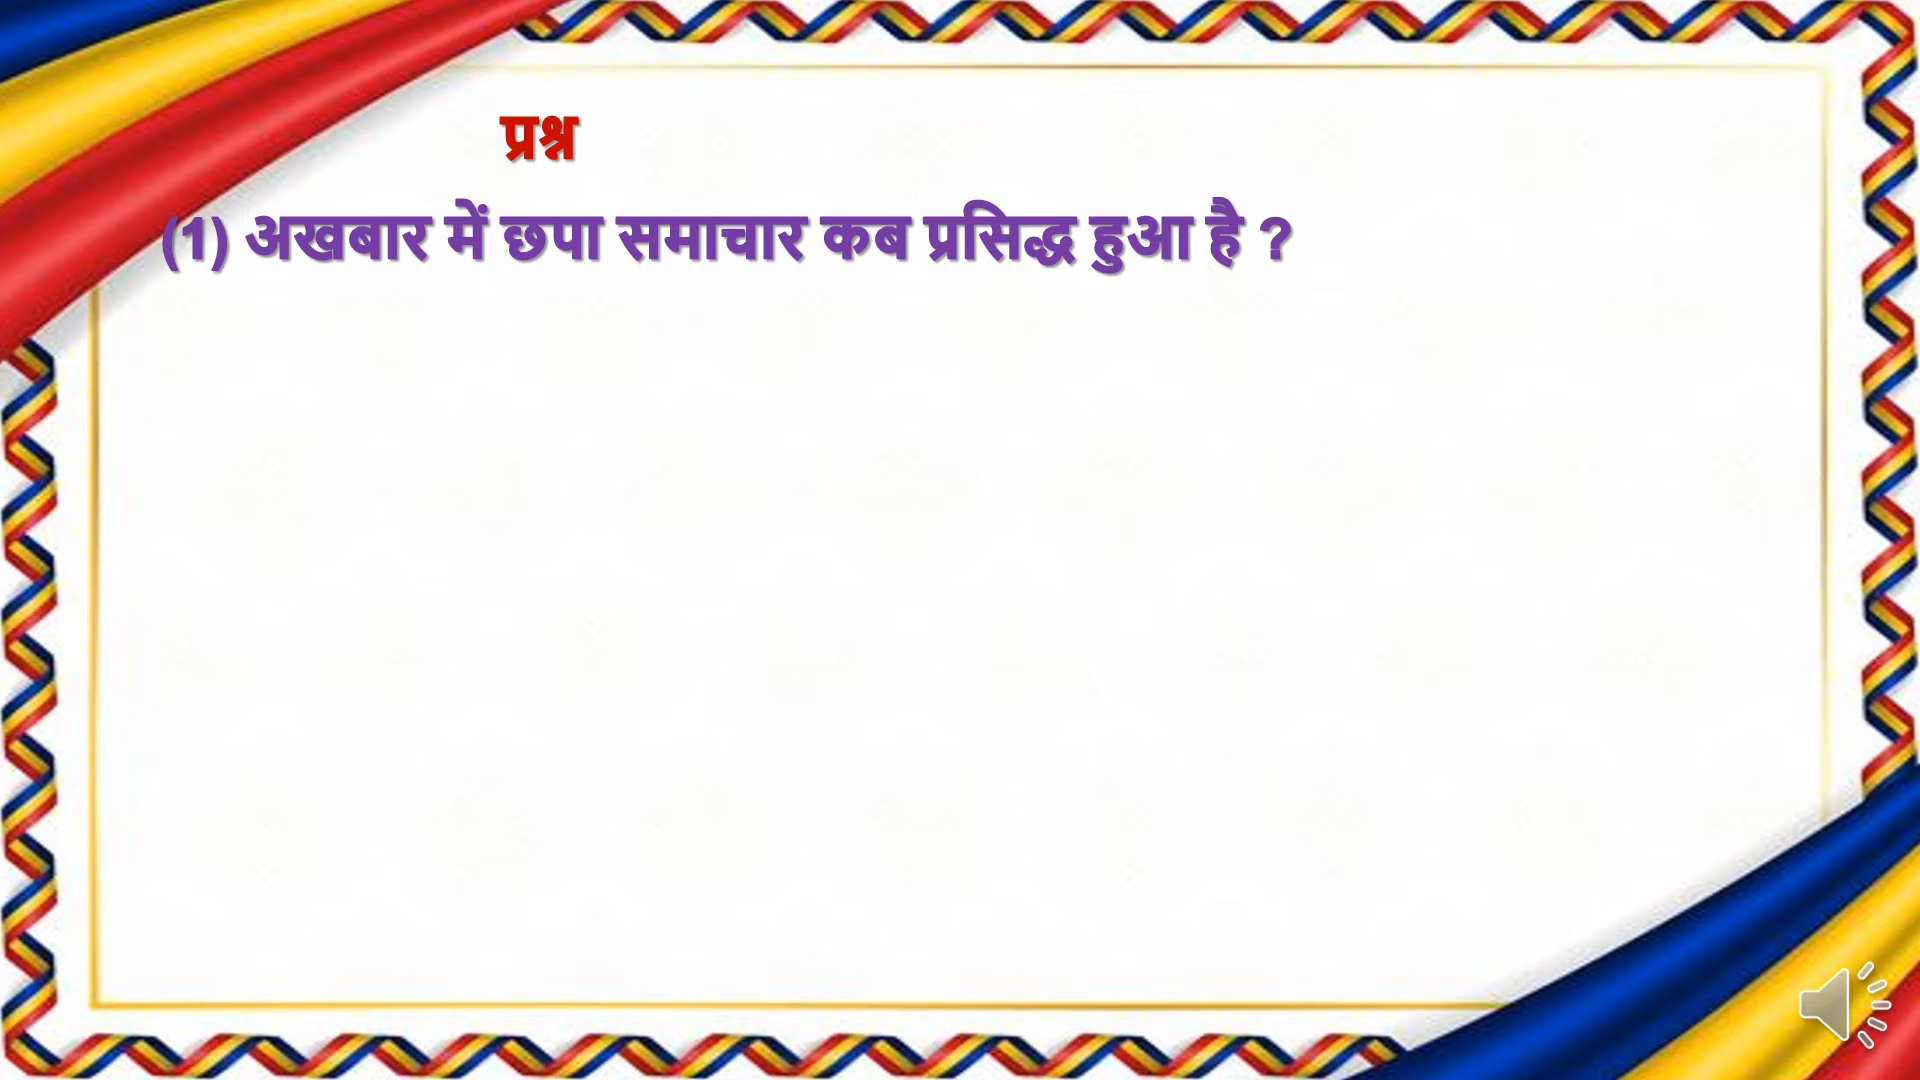 प्रश्न
(1) अखबार में छपा समाचार कब प्रसिद्ध हुआ है ?